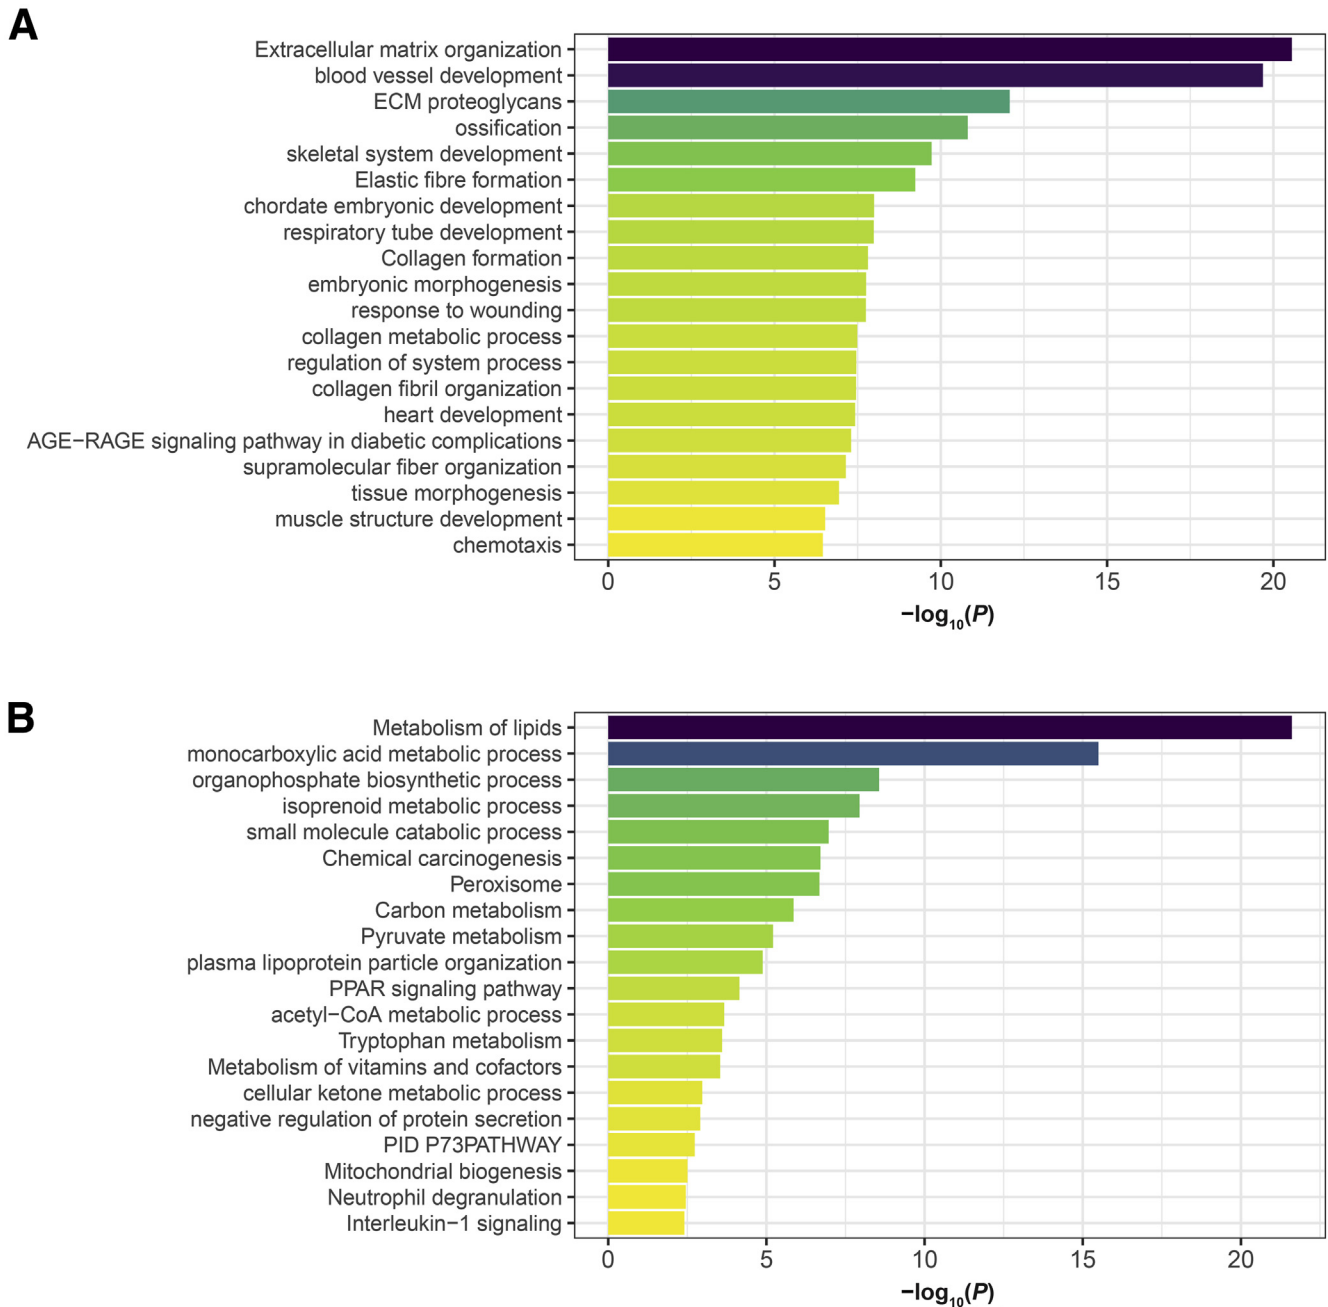 A
Extracellular matrix organization
blood vessel development
ECM proteoglycans
ossification
skeletal system development
Elastic fibre formation
chordate embryonic development
respiratory tube development
Collagen formation
embryonic morphogenesis
response to wounding
collagen metabolic process
regulation of system process
collagen fibril organization
heart development
AGE−RAGE signaling pathway in diabetic complications
supramolecular fiber organization
tissue morphogenesis
muscle structure development
chemotaxis
0 5 10 15 20
−log10(P)
B
Metabolism of lipids
monocarboxylic acid metabolic process
organophosphate biosynthetic process
isoprenoid metabolic process
small molecule catabolic process
Chemical carcinogenesis
Peroxisome
Carbon metabolism
Pyruvate metabolism
plasma lipoprotein particle organization
PPAR signaling pathway
acetyl−CoA metabolic process
Tryptophan metabolism
Metabolism of vitamins and cofactors
cellular ketone metabolic process
negative regulation of protein secretion
PID P73PATHWAY
Mitochondrial biogenesis
Neutrophil degranulation
Interleukin−1 signaling
0 5 10 15 20
−log10(P)